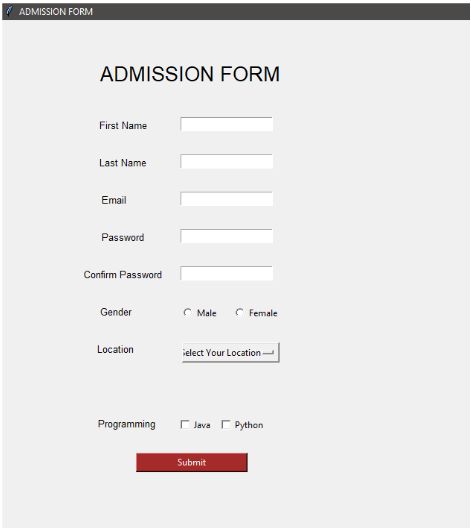 ADMISSION FORM
ADMISSION FORM
First Name
Last Name
Email
Password
Confirm Password
Gender Male Female
Location Select Your Location
Programming Java Python
Submit